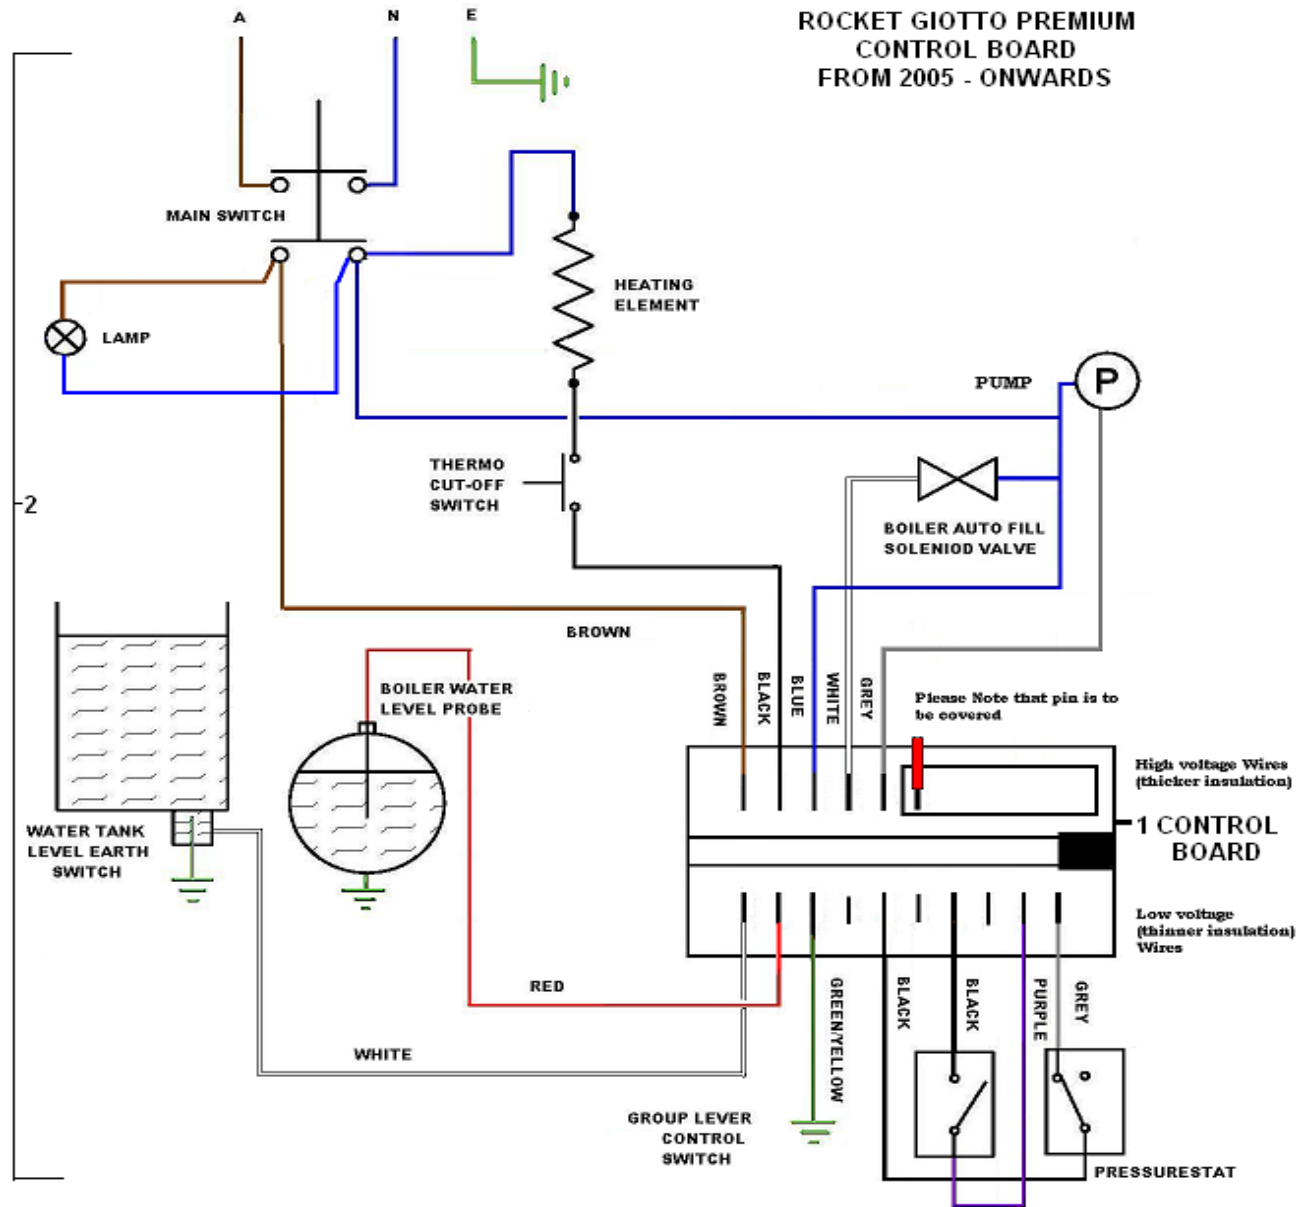 A
N
E
ROCKET GIOTTO PREMIUM
CONTROL BOARD
FROM 2005 - ONWARDS
MAIN SWITCH
HEATING
ELEMENT
LAMP
PUMP
P
THERMO
CUT-OFF
SWITCH
2
BOILER AUTO FILL
SOLENIOD VALVE
BROWN
BROWN
BLACK
BLUE
WHITE
GREY
BOILER WATER
LEVEL PROBE
Please Note that pin is to
be covered
High voltage Wires
(thicker insulation)
WATER TANK
LEVEL EARTH
SWITCH
1 CONTROL
BOARD
Low voltage
(thinner insulation)
Wires
RED
GREEN/YELLOW
BLACK
BLACK
PURPLE
GREY
WHITE
GROUP LEVER
CONTROL
SWITCH
PRESSURESTAT